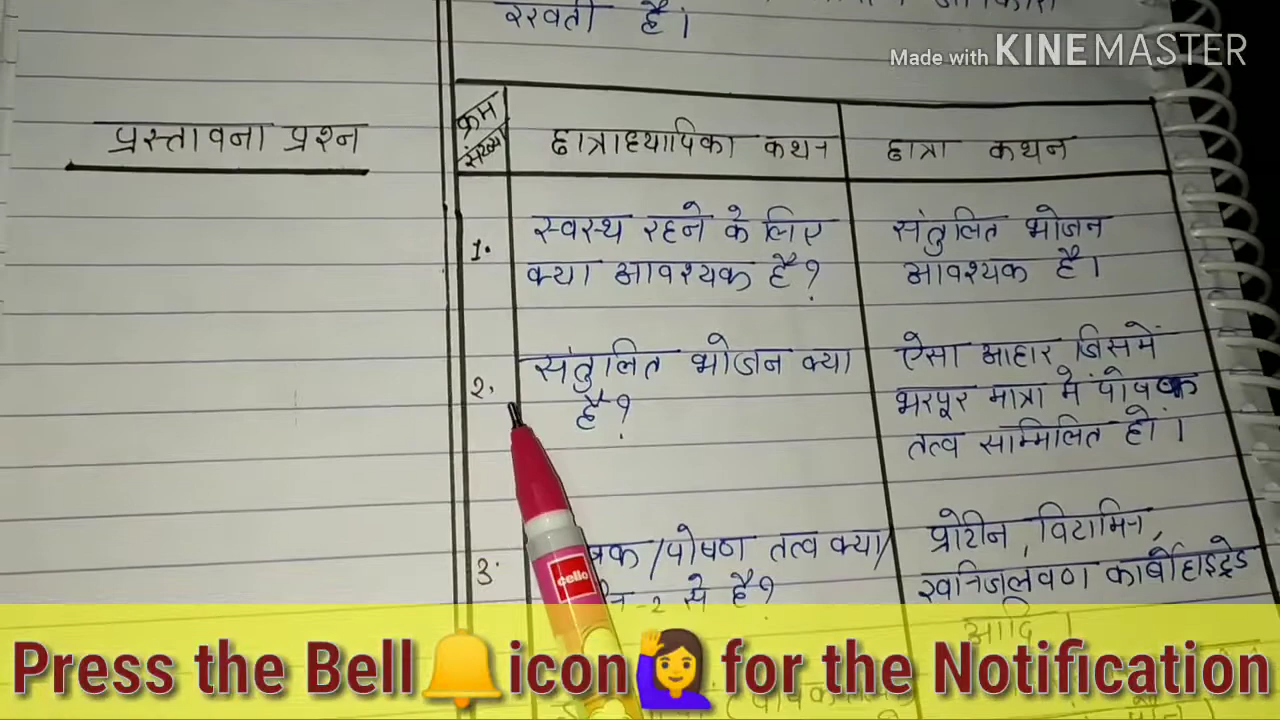 रखती है।
Made with KINEMASTER
प्रस्तावना प्रश्न
क्रम संख्या
छात्राध्यापिका कथन
छात्रा कथन
1.
स्वस्थ रहने के लिए
क्या आवश्यक है?
संतुलित भोजन
आवश्यक है।
2.
संतुलित भोजन क्या
है?
ऐसा आहार जिसमें
भरपूर मात्रा में पोषक
तत्व सम्मिलित हो।
3.
/पोषण तत्व क्या/
-2 से है?
प्रोटीन, विटामिन,
खनिजलवण कार्बोहाइड्रेड
आदि।
cello
Press the Bell🔔icon🙋‍♀️for the Notification